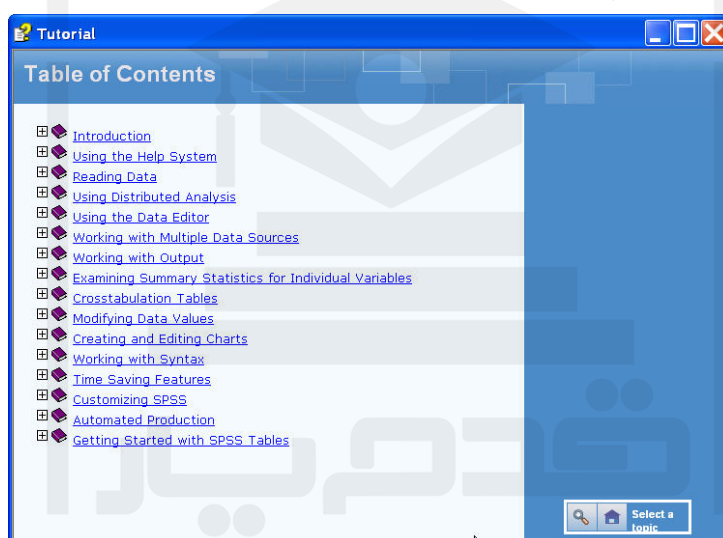 Tutorial
Table of Contents
Introduction
Using the Help System
Reading Data
Using Distributed Analysis
Using the Data Editor
Working with Multiple Data Sources
Working with Output
Examining Summary Statistics for Individual Variables
Crosstabulation Tables
Modifying Data Values
Creating and Editing Charts
Working with Syntax
Time Saving Features
Customizing SPSS
Automated Production
Getting Started with SPSS Tables
Select a
topic
قدم یار